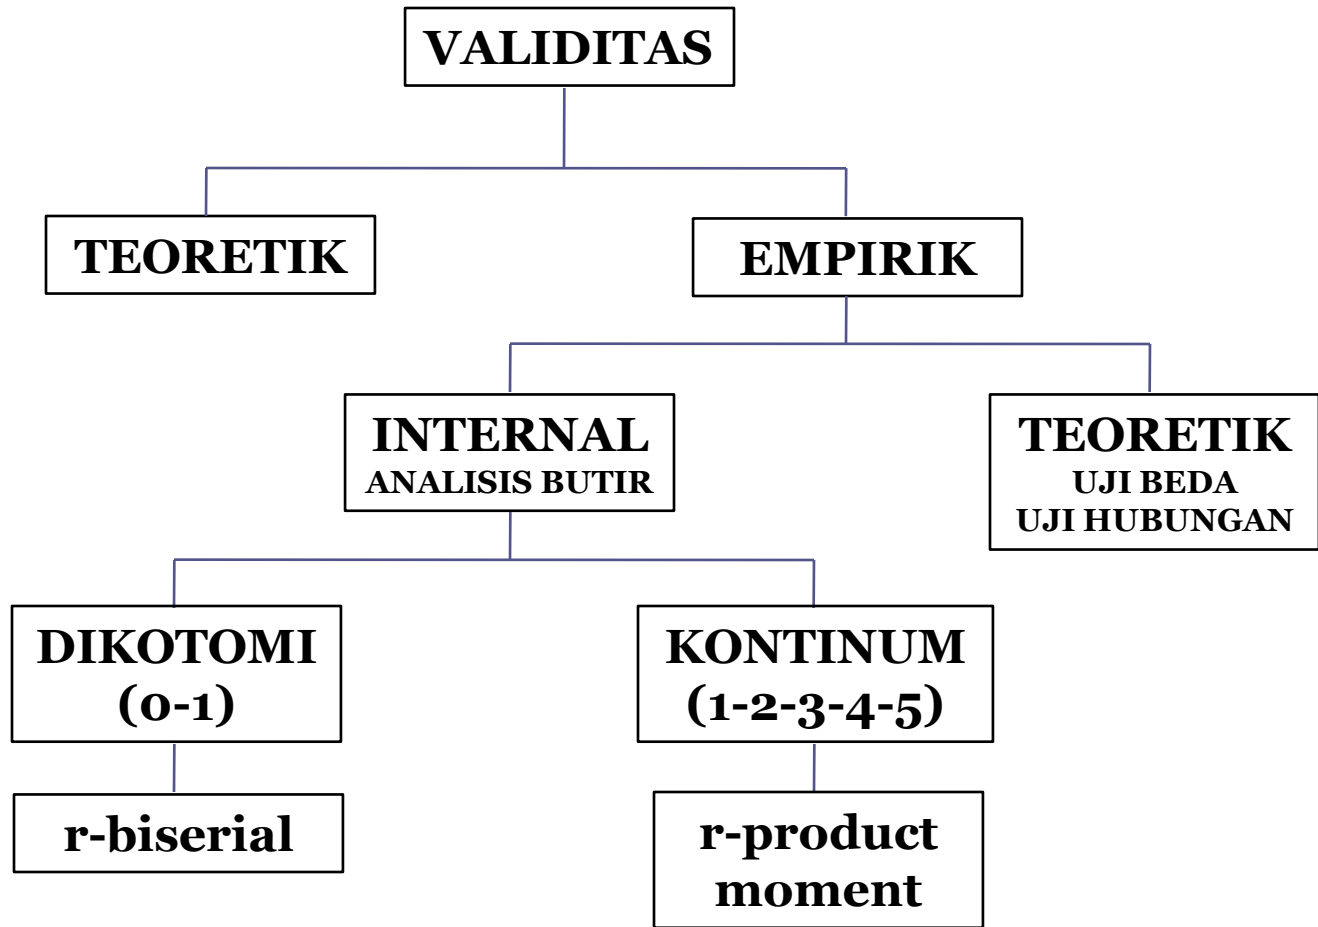 VALIDITAS
TEORETIK
EMPIRIK
INTERNAL
ANALISIS BUTIR
TEORETIK
UJI BEDA
UJI HUBUNGAN
DIKOTOMI
(0-1)
KONTINUM
(1-2-3-4-5)
r-biserial
r-product
moment